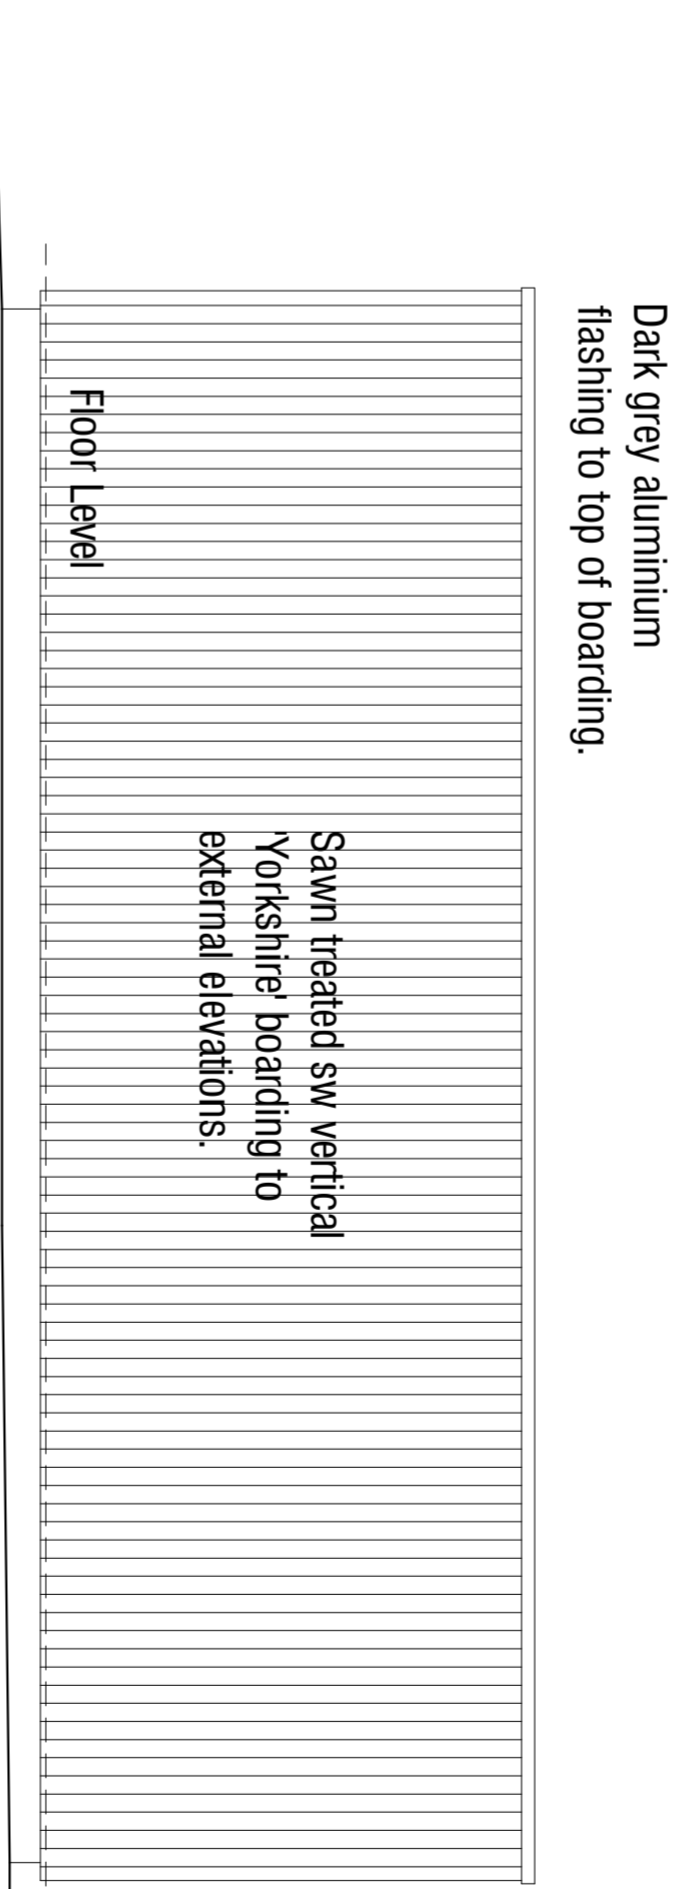 Dark grey aluminium
flashing to top of boarding.
Sawn treated sw vertical
'Yorkshire' boarding to
external elevations.
Floor Level